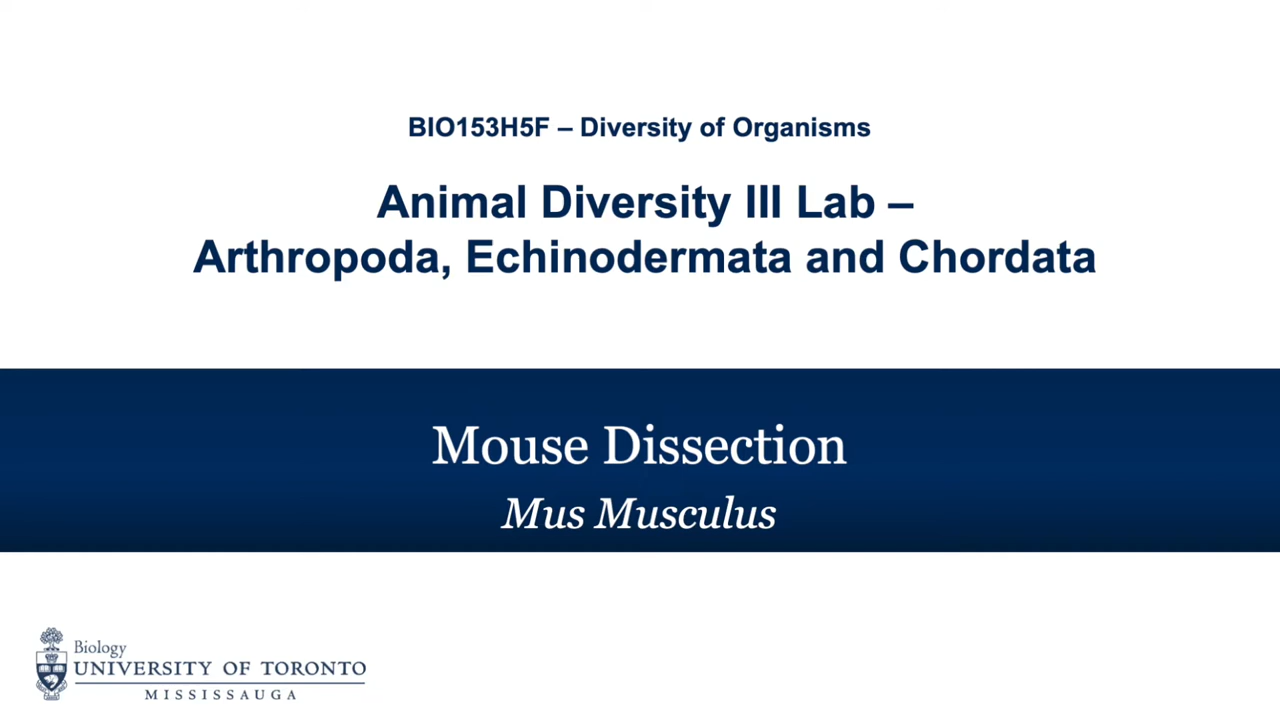 BIO153H5F – Diversity of Organisms
Animal Diversity III Lab –
Arthropoda, Echinodermata and Chordata
Mouse Dissection
Mus Musculus
Biology
UNIVERSITY OF TORONTO
MISSISSAUGA